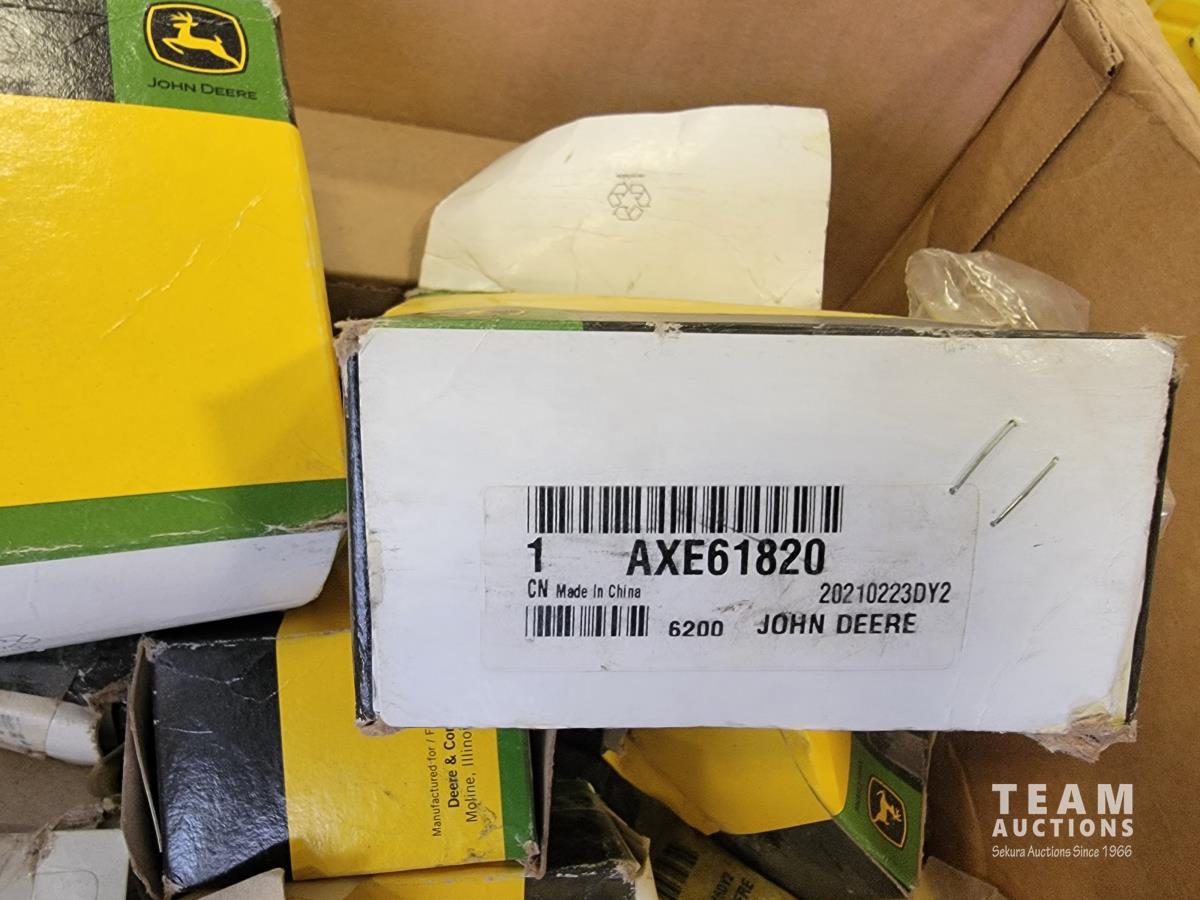 JOHN DEERE
1 AXE61820
CN Made In China 20210223DY2
6200 JOHN DEERE
Manufactured for / F
Deere & Co
Moline, Illino
TEAM
AUCTIONS
Sekura Auctions Since 1966